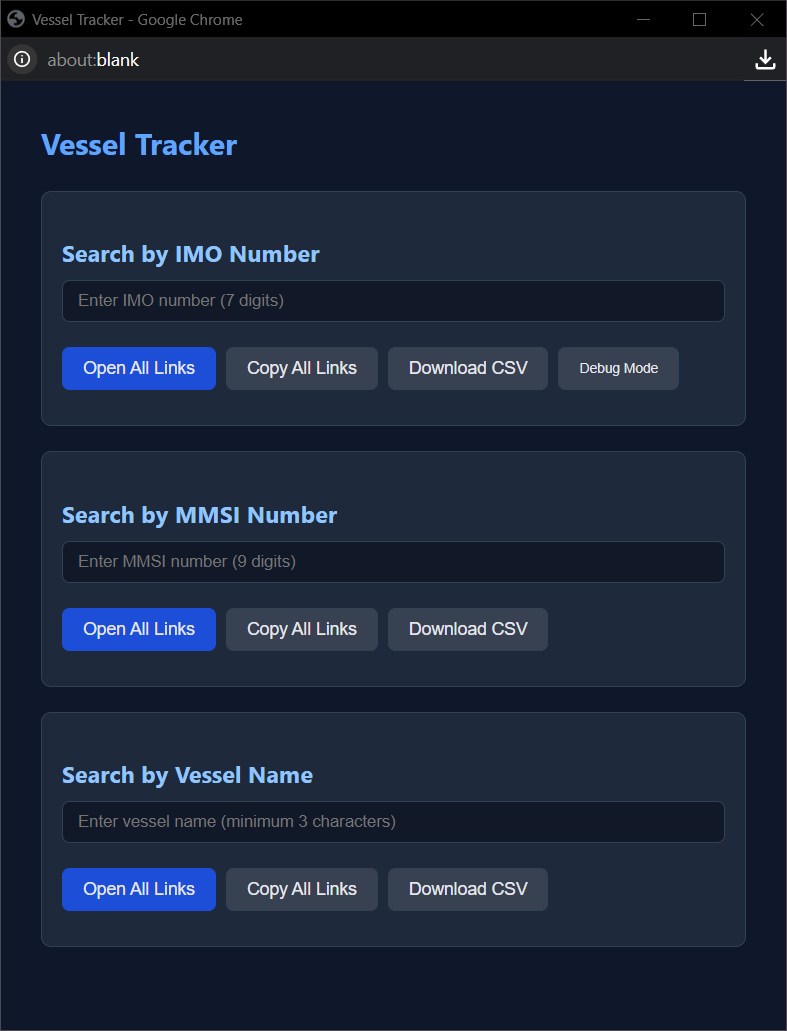 Vessel Tracker - Google Chrome
about:blank
Vessel Tracker
Search by IMO Number
Enter IMO number (7 digits)
Open All Links Copy All Links Download CSV Debug Mode
Search by MMSI Number
Enter MMSI number (9 digits)
Open All Links Copy All Links Download CSV
Search by Vessel Name
Enter vessel name (minimum 3 characters)
Open All Links Copy All Links Download CSV